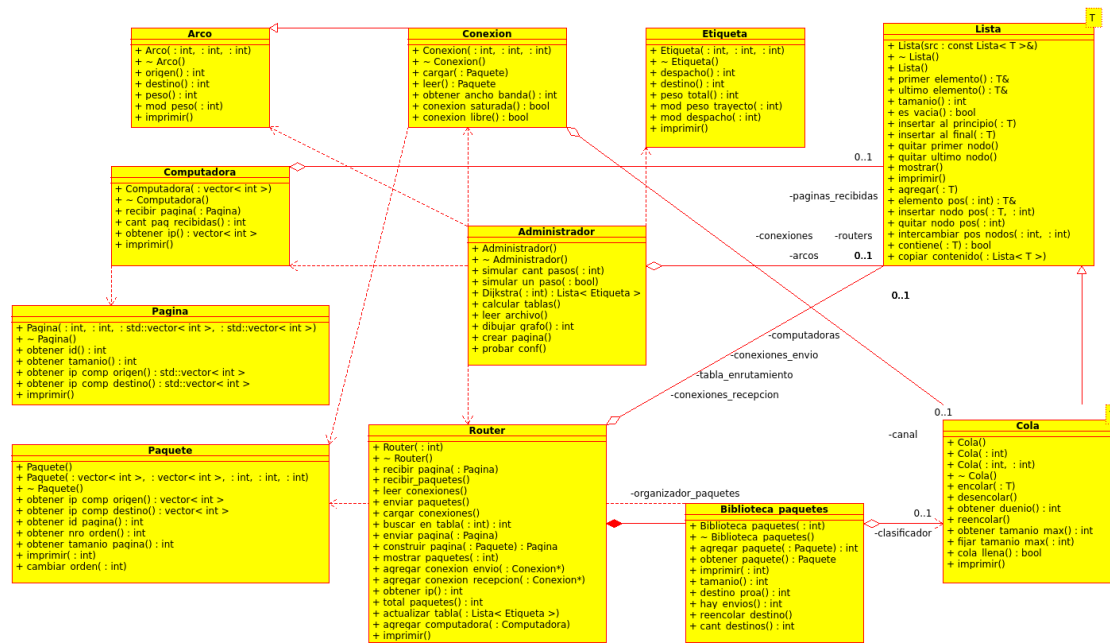 Arco
+ Arco( : int, : int, : int)
+ ~ Arco()
+ origen() : int
+ destino() : int
+ peso() : int
+ mod peso( : int)
+ imprimir()
Conexion
+ Conexion( : int, : int, : int)
+ ~ Conexion()
+ cargar( : Paquete)
+ leer() : Paquete
+ obtener ancho banda() : int
+ conexion saturada() : bool
+ conexion libre() : bool
Etiqueta
+ Etiqueta( : int, : int, : int)
+ ~ Etiqueta()
+ despacho() : int
+ destino() : int
+ peso total() : int
+ mod peso trayecto( : int)
+ mod despacho( : int)
+ imprimir()
T
Lista
+ Lista(src : const Lista< T >&)
+ ~ Lista()
+ Lista()
+ primer elemento() : T&
+ ultimo elemento() : T&
+ tamanio() : int
+ es vacia() : bool
+ insertar al principio( : T)
+ insertar al final( : T)
+ quitar primer nodo()
+ quitar ultimo nodo()
+ mostrar()
+ imprimir()
+ agregar( : T)
+ elemento pos( : int) : T&
+ insertar nodo pos( : T, : int)
+ quitar nodo pos( : int)
+ intercambiar pos nodos( : int, : int)
+ contiene( : T) : bool
+ copiar contenido( : Lista< T >)
Computadora
+ Computadora( : vector< int >)
+ ~ Computadora()
+ recibir pagina( : Pagina)
+ cant paq recibidas() : int
+ obtener ip() : vector< int >
+ imprimir()
0..1
-paginas_recibidas
Administrador
+ Administrador()
+ ~ Administrador()
+ simular cant pasos( : int)
+ simular un paso( : bool)
+ Dijkstra( : int) : Lista< Etiqueta >
+ calcular tablas()
+ leer archivo()
+ dibujar grafo() : int
+ crear pagina()
+ probar conf()
-conexiones
-routers
-arcos
0..1
0..1
Pagina
+ Pagina( : int, : int, : std::vector< int >, : std::vector< int >)
+ ~ Pagina()
+ obtener id() : int
+ obtener tamanio() : int
+ obtener ip comp origen() : std::vector< int >
+ obtener ip comp destino() : std::vector< int >
+ imprimir()
-computadoras
-conexiones_envio
-tabla_enrutamiento
-conexiones_recepcion
0..1
-canal
Paquete
+ Paquete()
+ Paquete( : vector< int >, : vector< int >, : int, : int, : int)
+ ~ Paquete()
+ obtener ip comp origen() : vector< int >
+ obtener ip comp destino() : vector< int >
+ obtener id pagina() : int
+ obtener nro orden() : int
+ obtener tamanio pagina() : int
+ imprimir( : int)
+ cambiar orden( : int)
Router
+ Router( : int)
+ ~ Router()
+ recibir pagina( : Pagina)
+ recibir_paquetes()
+ leer conexiones()
+ enviar paquetes()
+ cargar conexiones()
+ buscar en tabla( : int) : int
+ enviar pagina( : Pagina)
+ construir pagina( : Paquete) : Pagina
+ mostrar paquetes( : int)
+ agregar conexion envio( : Conexion*)
+ agregar conexion recepcion( : Conexion*)
+ obtener ip() : int
+ total paquetes() : int
+ actualizar tabla( : Lista< Etiqueta >)
+ agregar computadora( : Computadora)
+ imprimir()
-organizador_paquetes
Biblioteca paquetes
+ Biblioteca paquetes( : int)
+ ~ Biblioteca paquetes()
+ agregar paquete( : Paquete) : int
+ obtener paquete() : Paquete
+ imprimir( : int)
+ tamanio() : int
+ destino proa() : int
+ hay envios() : int
+ reencolar destino()
+ cant destinos() : int
0..1
-clasificador
Cola
+ Cola()
+ Cola( : int)
+ Cola( : int, : int)
+ ~ Cola()
+ encolar( : T)
+ desencolar()
+ obtener duenio() : int
+ reencolar()
+ obtener tamanio max() : int
+ fijar tamanio max( : int)
+ cola llena() : bool
+ imprimir()